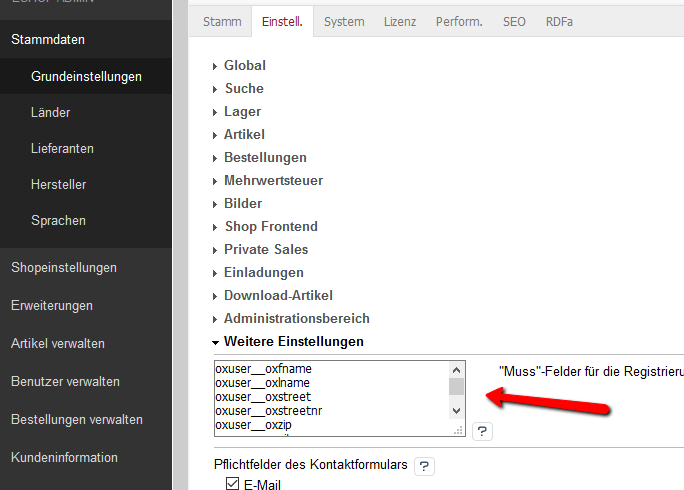 Stammdaten
Grundeinstellungen
Länder
Lieferanten
Hersteller
Sprachen
Shopeinstellungen
Erweiterungen
Artikel verwalten
Benutzer verwalten
Bestellungen verwalten
Kundeninformation
Stamm Einstell. System Lizenz Perform. SEO RDFa
Global
Suche
Lager
Artikel
Bestellungen
Mehrwertsteuer
Bilder
Shop Frontend
Private Sales
Einladungen
Download-Artikel
Administrationsbereich
Weitere Einstellungen
oxuser__oxfname
oxuser__oxlname
oxuser__oxstreet
oxuser__oxstreetnr
oxuser__oxzip
?
"Muss"-Felder für die Registrieru
Pflichtfelder des Kontaktformulars ?
E-Mail